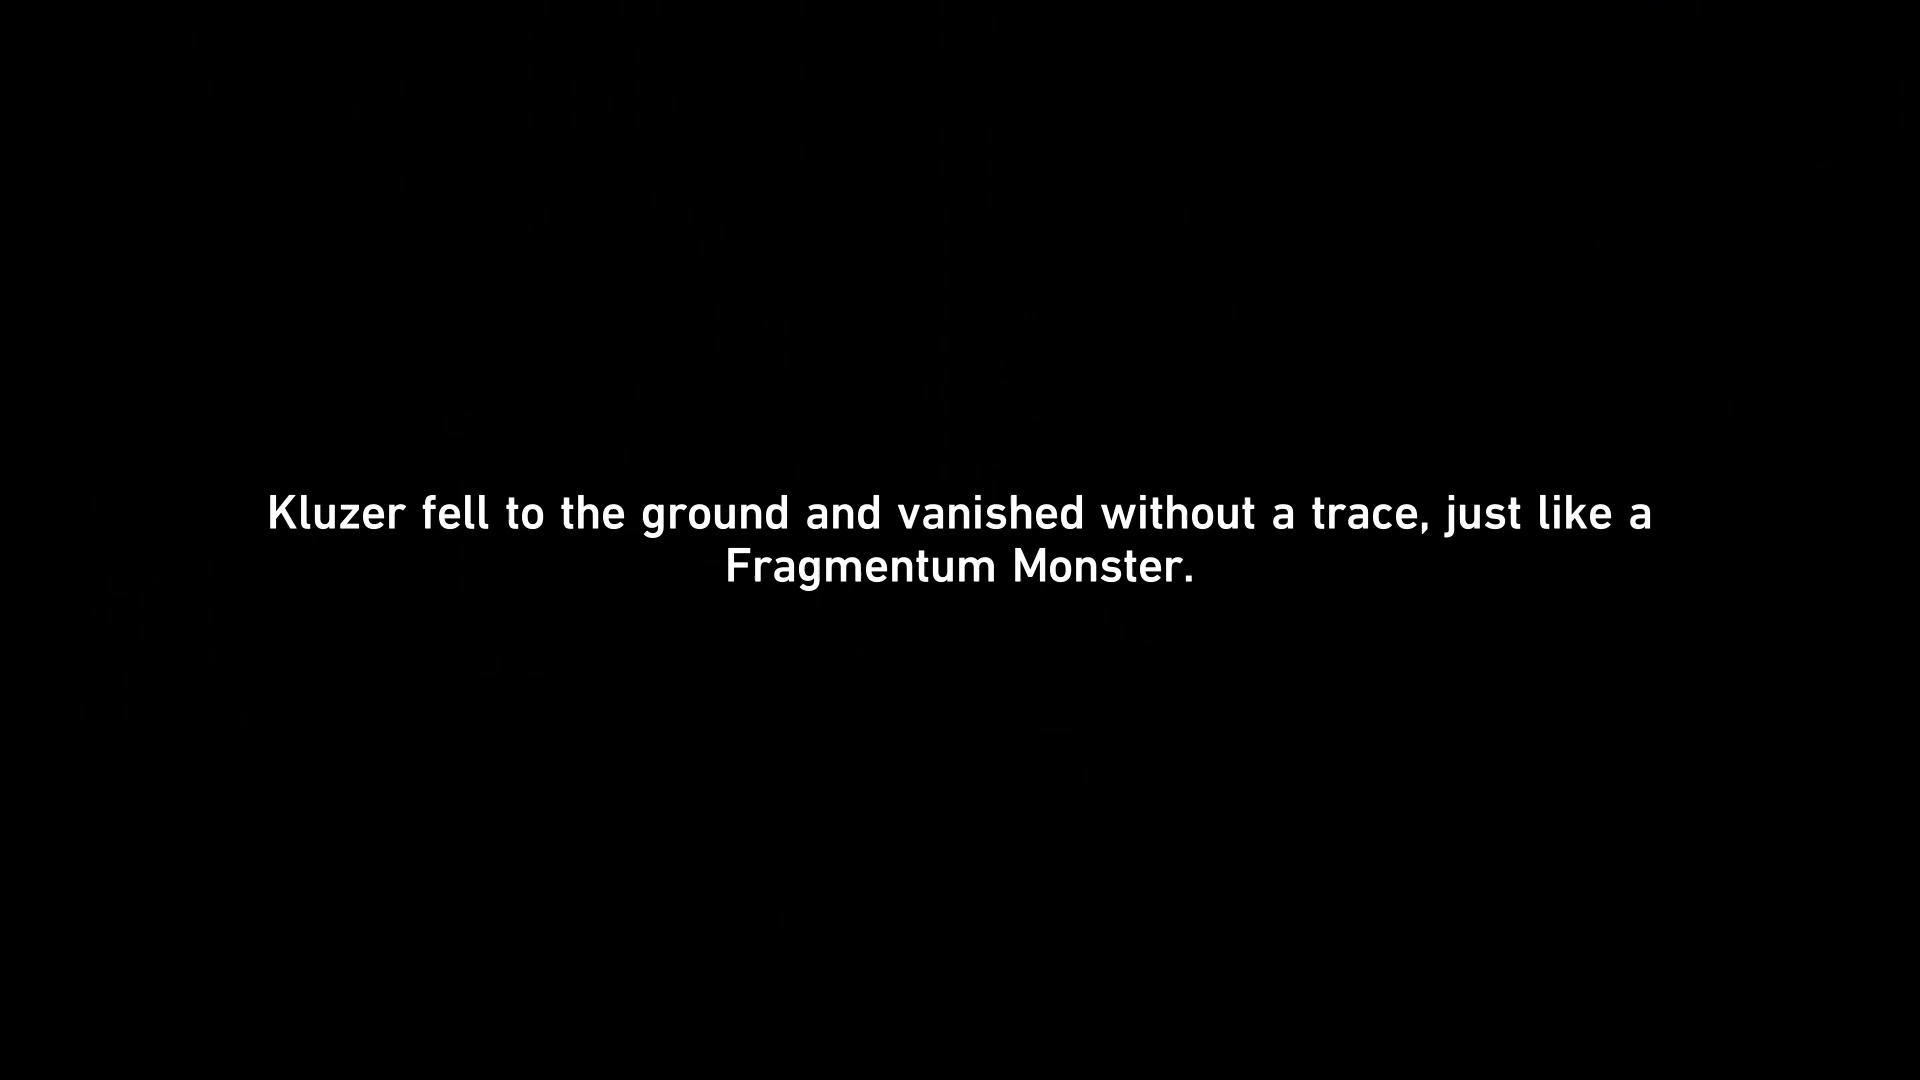 Kluzer fell to the ground and vanished without a trace, just like a
Fragmentum Monster.